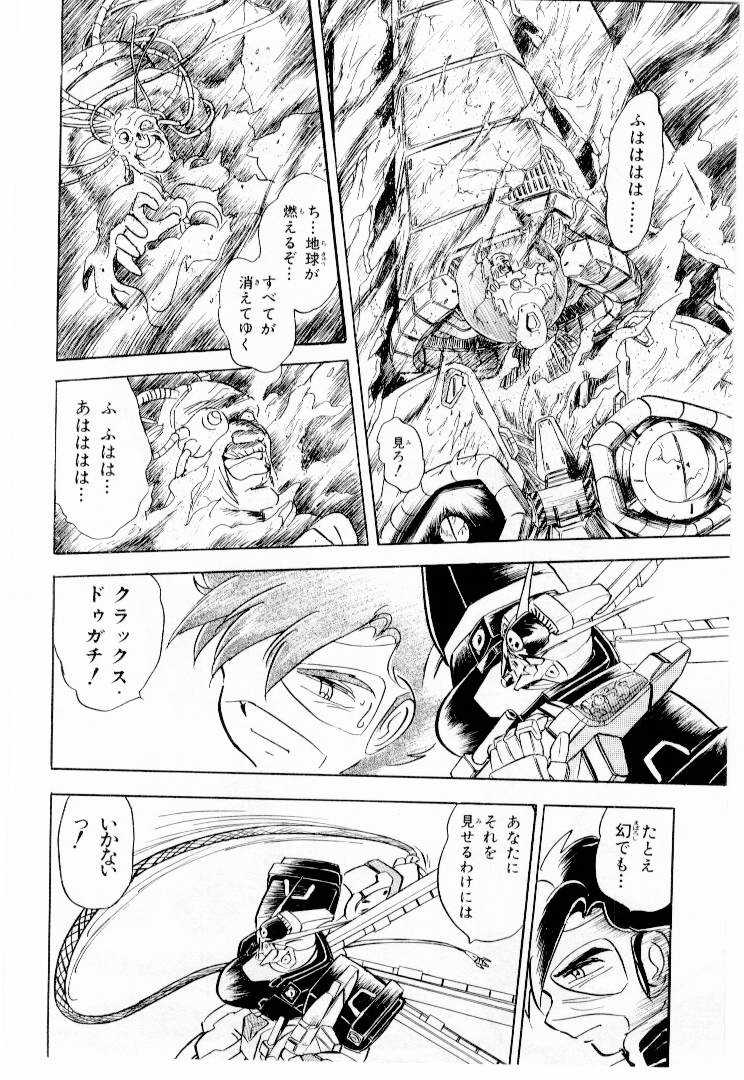 ふはははは……
見ろ!
ち…地球が
燃えるぞ…
すべてが
消えてゆく
ふ ふはは…
あはははは…
クラックス・
ドゥガチ!
たとえ
幻でも…
あなたに
それを
見せるわけには
いかない
っ!